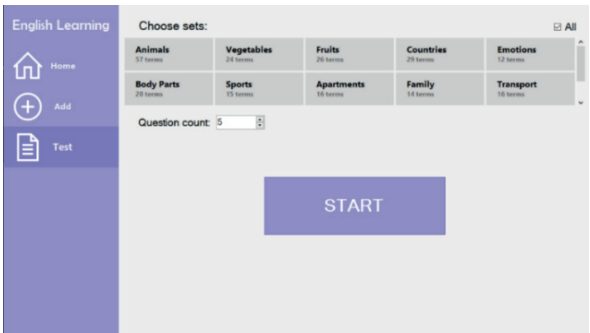 English Learning
Home
Add
Test
Choose sets:
All
Animals
57 terms
Vegetables
24 terms
Fruits
26 terms
Countries
29 terms
Emotions
12 terms
Body Parts
20 terms
Sports
15 terms
Apartments
16 terms
Family
14 terms
Transport
16 terms
Question count: 5
START